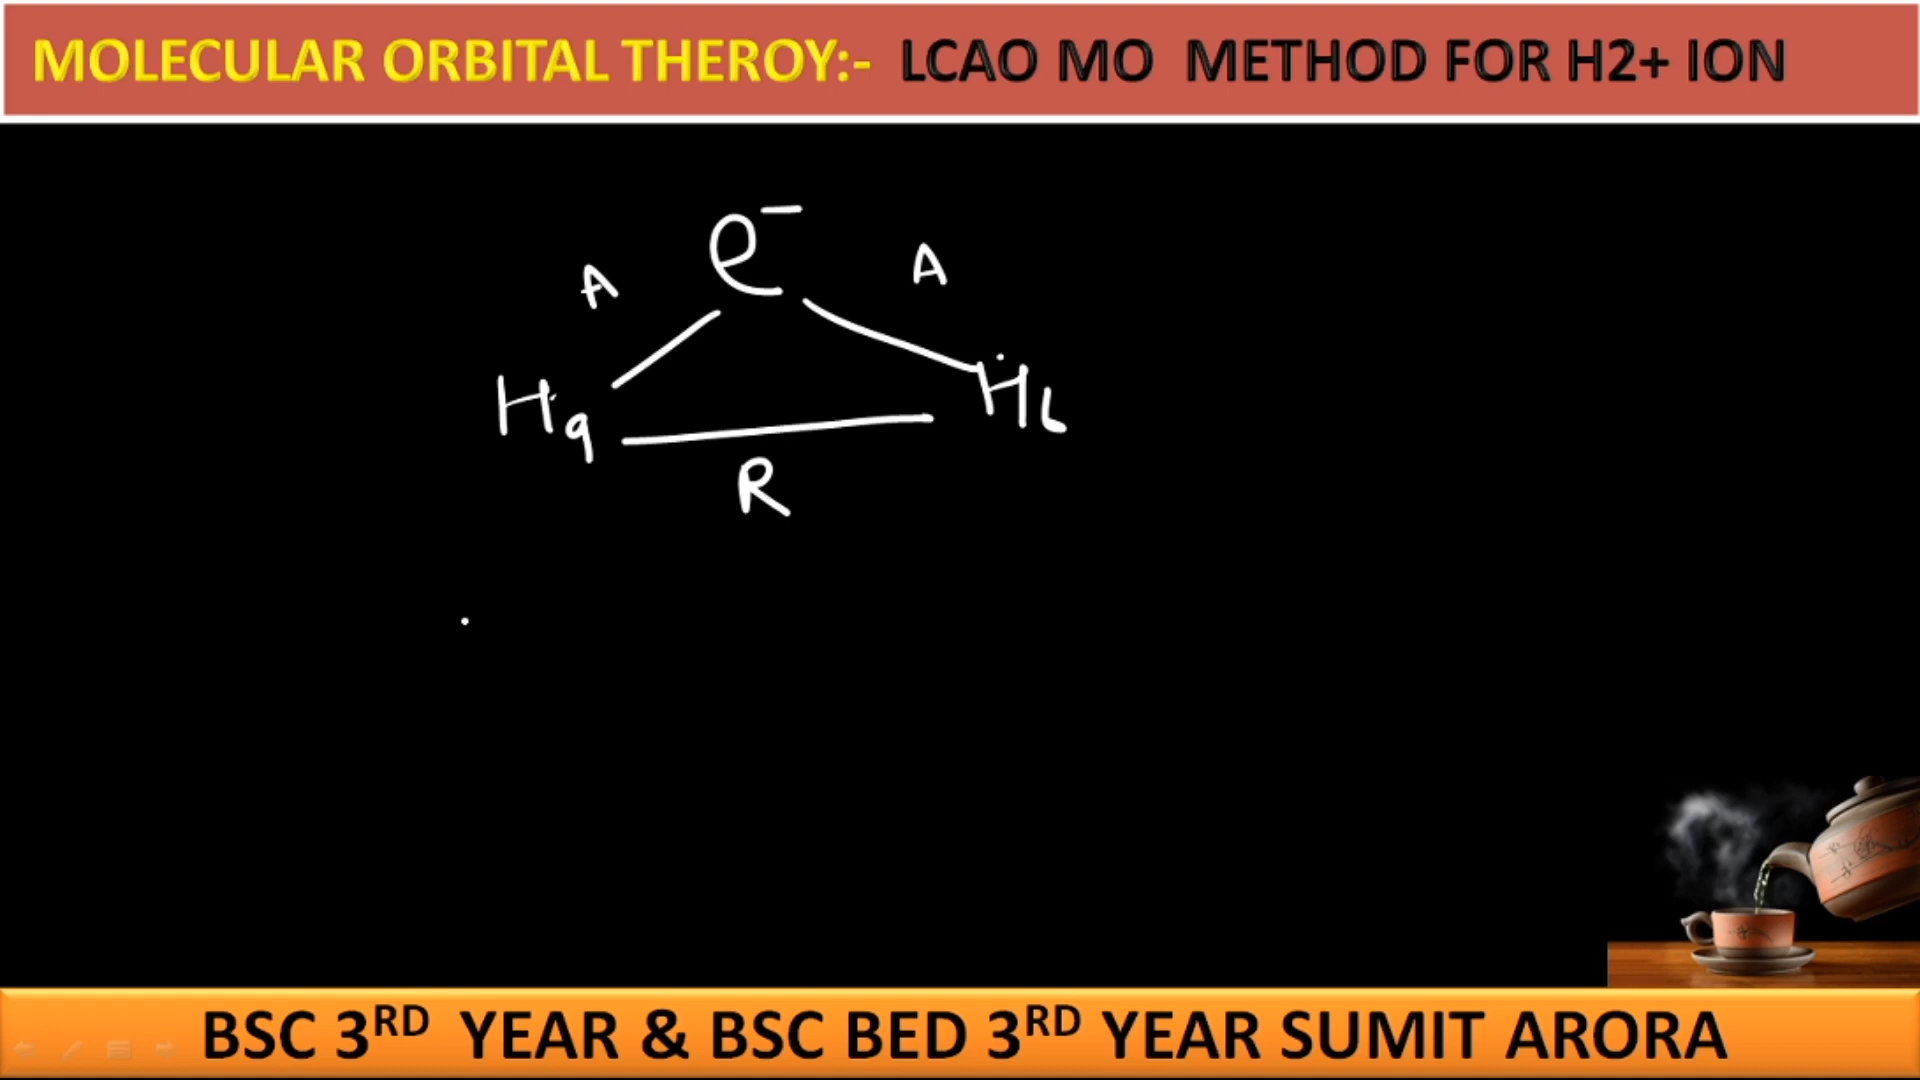 MOLECULAR ORBITAL THEROY:- LCAO MO METHOD FOR H2+ ION
e⁻
A A
Ha Hb
R
BSC 3RD YEAR & BSC BED 3RD YEAR SUMIT ARORA